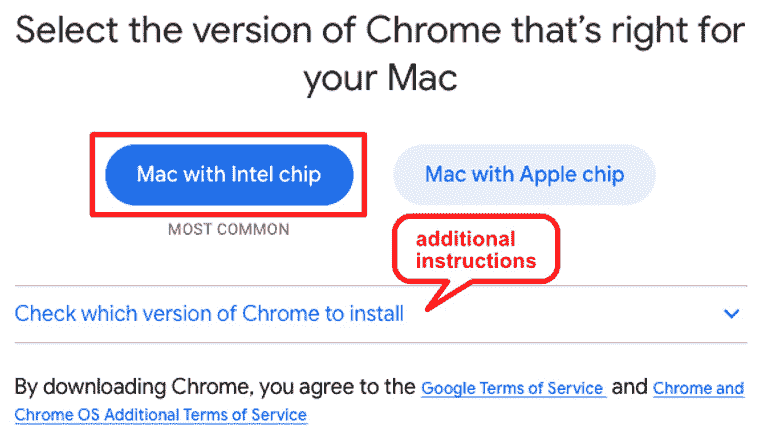 Select the version of Chrome that's right for
your Mac
Mac with Intel chip
Mac with Apple chip
MOST COMMON
additional
instructions
Check which version of Chrome to install
By downloading Chrome, you agree to the Google Terms of Service and Chrome and
Chrome OS Additional Terms of Service